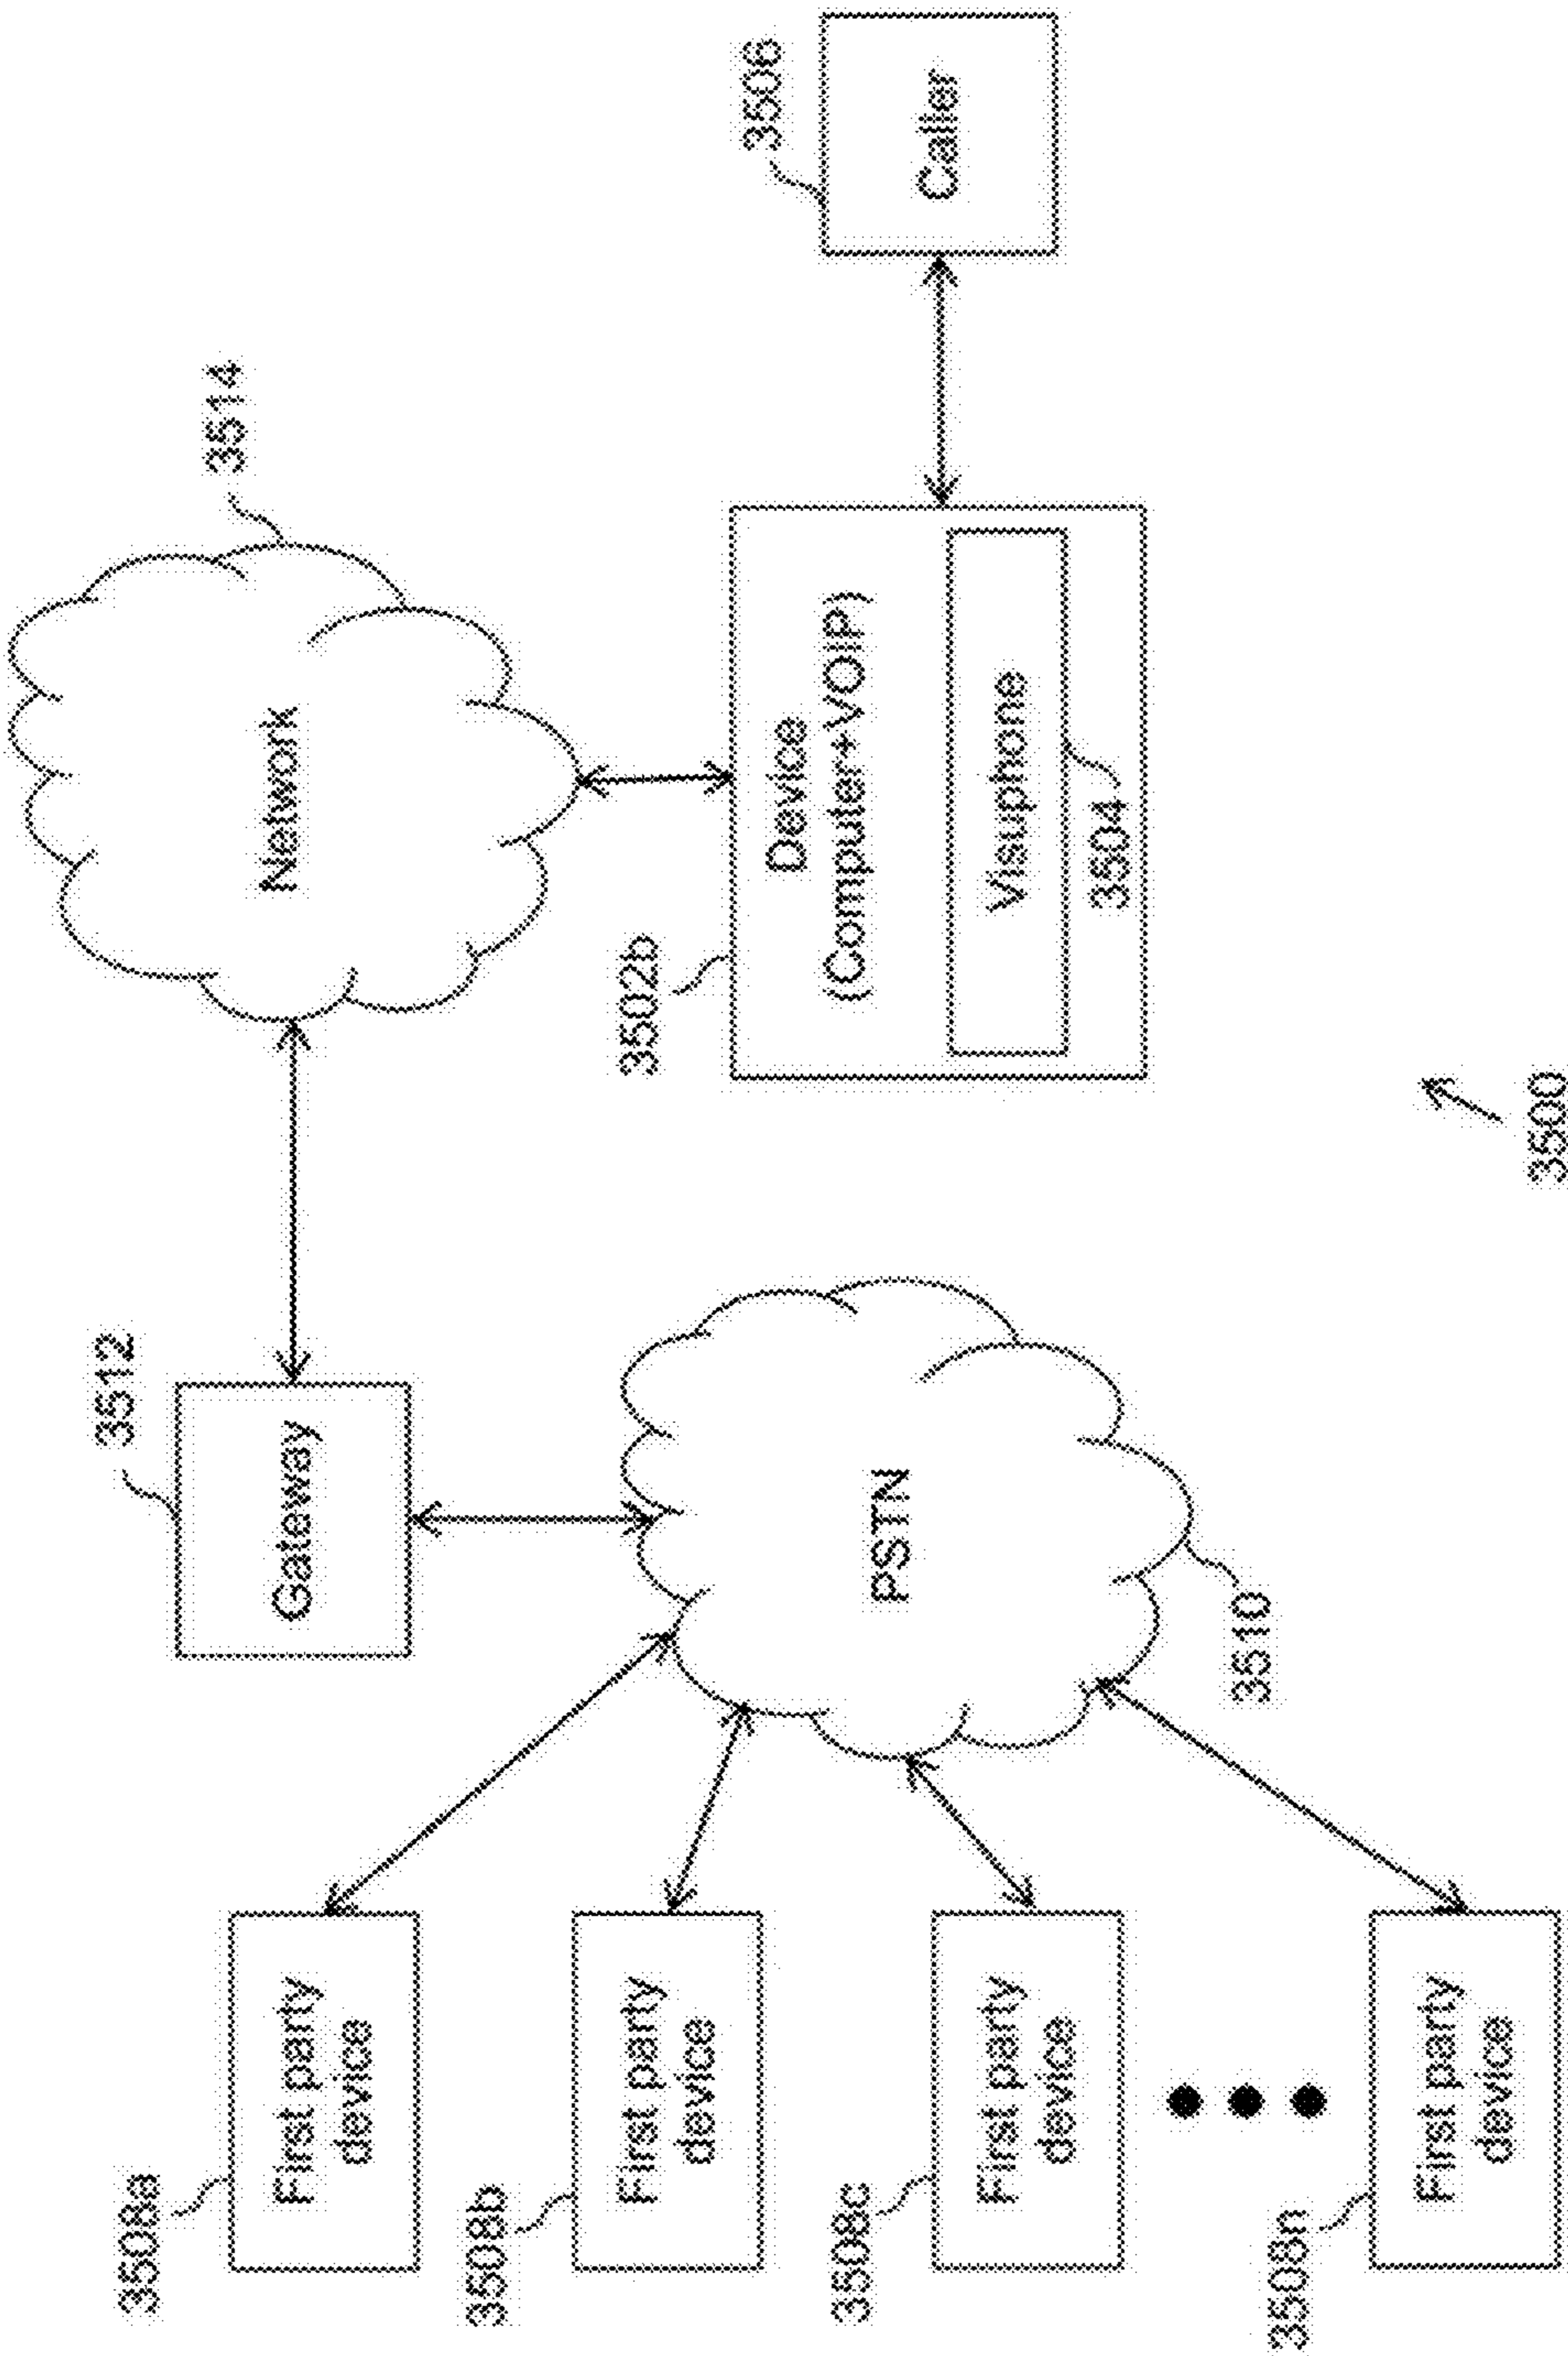 3508a
First party
device
3508b
First party
device
3508c
First party
device
3508n
First party
device
3512
Gateway
PSTN
3510
Network
3514
3502b
Device
(Computer+VOIP)
Visuphone
3504
3506
Caller
3500